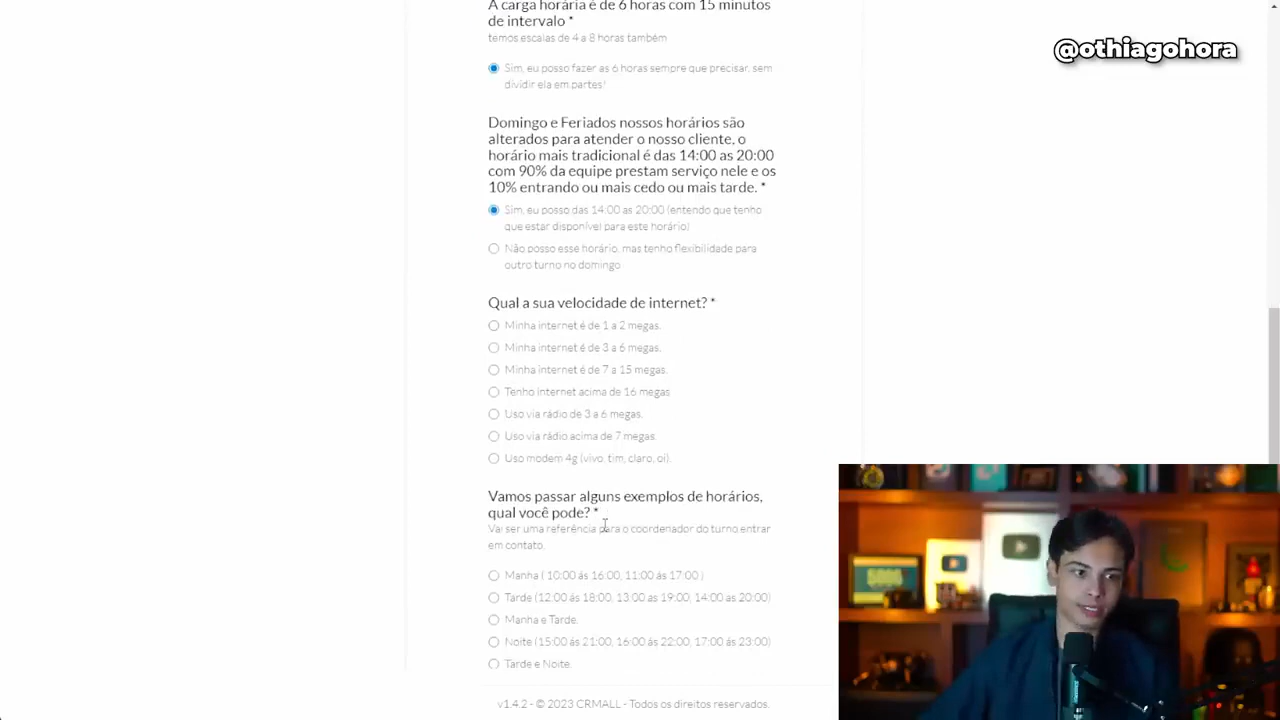 A carga horária é de 6 horas com 15 minutos
de intervalo *
temos escalas de 4 a 8 horas também
Sim, eu posso fazer as 6 horas sempre que precisar, sem
dividir ela em partes!
Domingo e Feriados nossos horários são
alterados para atender o nosso cliente, o
horário mais tradicional é das 14:00 as 20:00
com 90% da equipe prestam serviço nele e os
10% entrando ou mais cedo ou mais tarde. *
Sim, eu posso das 14:00 as 20:00 (entendo que tenho
que estar disponível para este horário)
Não posso esse horário, mas tenho flexibilidade para
outro turno no domingo
Qual a sua velocidade de internet? *
Minha internet é de 1 a 2 megas.
Minha internet é de 3 a 6 megas.
Minha internet é de 7 a 15 megas.
Tenho internet acima de 16 megas
Uso via rádio de 3 a 6 megas.
Uso via rádio acima de 7 megas.
Uso modem 4g (vivo, tim, claro, oi).
Vamos passar alguns exemplos de horários,
qual você pode? *
Vai ser uma referência para o coordenador do turno entrar
em contato.
Manha ( 10:00 ás 16:00, 11:00 ás 17:00 )
Tarde (12:00 ás 18:00, 13:00 as 19:00, 14:00 as 20:00)
Manha e Tarde.
Noite (15:00 ás 21:00, 16:00 ás 22:00, 17:00 ás 23:00)
Tarde e Noite.
v1.4.2 - © 2023 CRMALL - Todos os direitos reservados.
@othiagohora